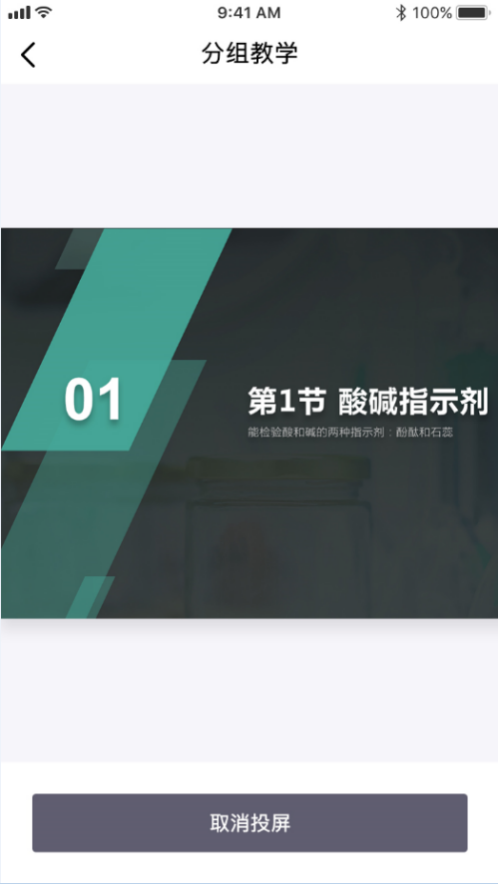 9:41 AM 100%
分组教学
01
第1节 酸碱指示剂
能检验酸和碱的两种指示剂：酚酞和石蕊
取消投屏